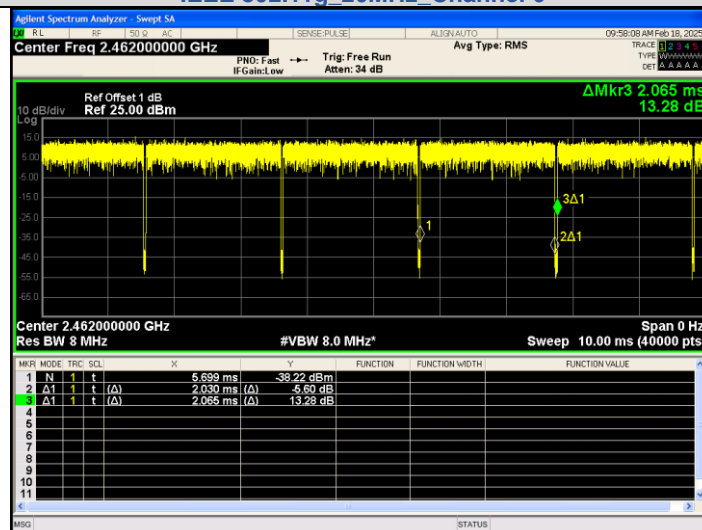 Agilent Spectrum Analyzer - Swept SA
RL RF 50 Ω AC SENSE:PULSE ALIGN AUTO 09:58:08 AM Feb 18, 2025
Center Freq 2.462000000 GHz Avg Type: RMS TRACE 1 2 3 4 5
PNO: Fast Trig: Free Run TYPE W
IFGain:Low Atten: 34 dB DET A A A A A
ΔMkr3 2.065 ms
Ref Offset 1 dB
10 dB/div Ref 25.00 dBm 13.28 dB
Log
15.0
5.00
-5.00
-15.0
3Δ1
-25.0
1
-35.0
2Δ1
-45.0
-55.0
-65.0
Center 2.462000000 GHz Span 0 Hz
Res BW 8 MHz #VBW 8.0 MHz* Sweep 10.00 ms (40000 pts
MKR MODE TRC SCL X Y FUNCTION FUNCTION WIDTH FUNCTION VALUE
1 N 1 t 5.699 ms -38.22 dBm
2 Δ1 1 t (Δ) 2.030 ms (Δ) -5.60 dB
3 Δ1 1 t (Δ) 2.065 ms (Δ) 13.28 dB
4
5
6
7
8
9
10
11
MSG STATUS